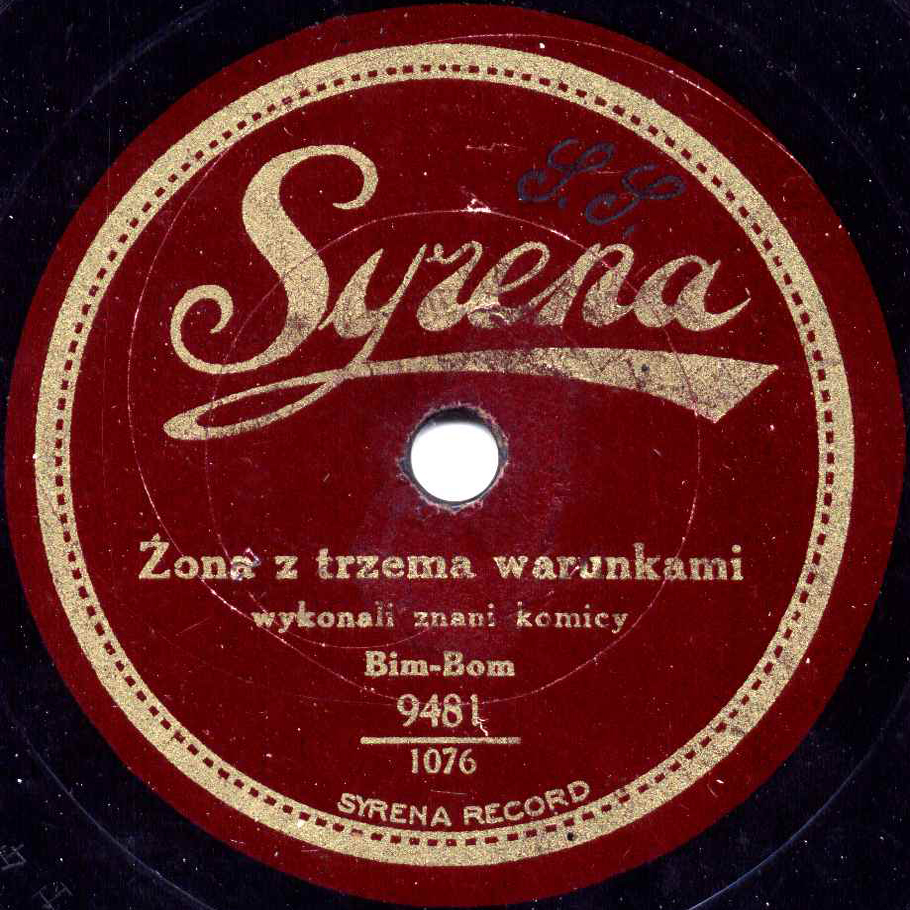 S. S.
Syrena
Żona z trzema warunkami
wykonali znani komicy
Bim-Bom
9481
1076
SYRENA RECORD